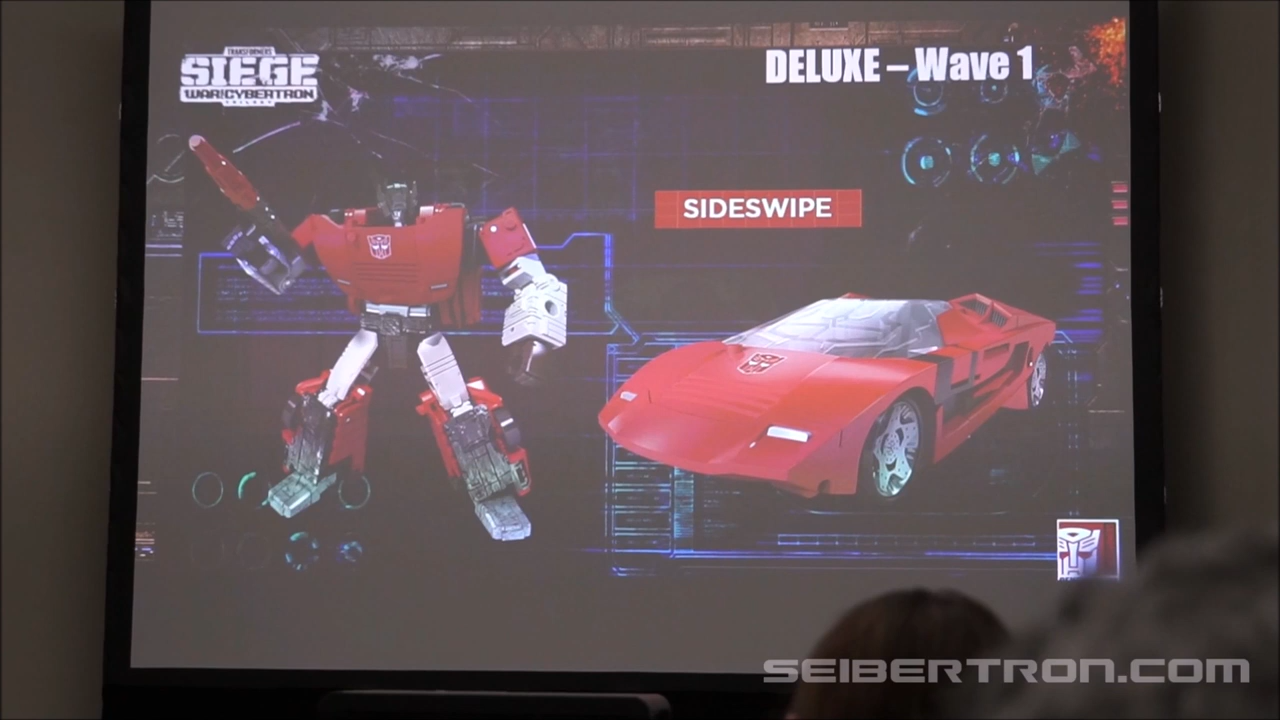 TRANSFORMERS
SIEGE
WAR FOR CYBERTRON
TRILOGY
DELUXE – Wave 1
SIDESWIPE
SEIBERTRON.COM